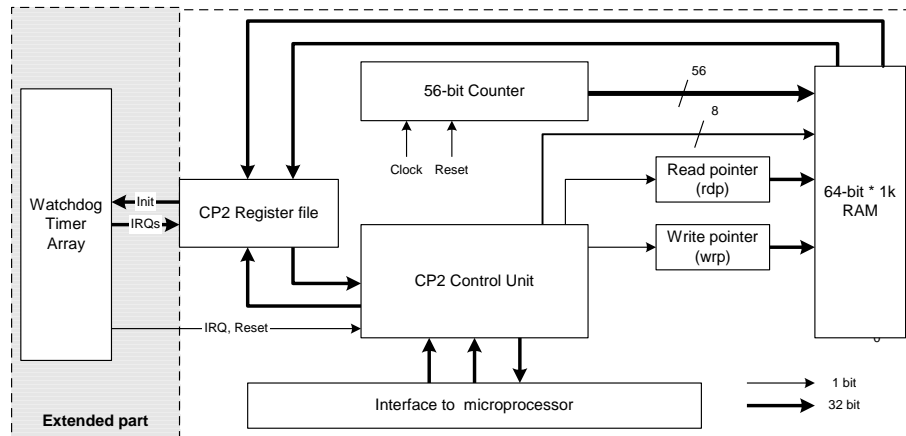 56
56-bit Counter
8
Clock
Reset
Read pointer
(rdp)
64-bit * 1k
RAM
Watchdog
Timer
Array
Init
IRQs
CP2 Register file
Write pointer
(wrp)
CP2 Control Unit
IRQ, Reset
Interface to microprocessor
1 bit
32 bit
Extended part